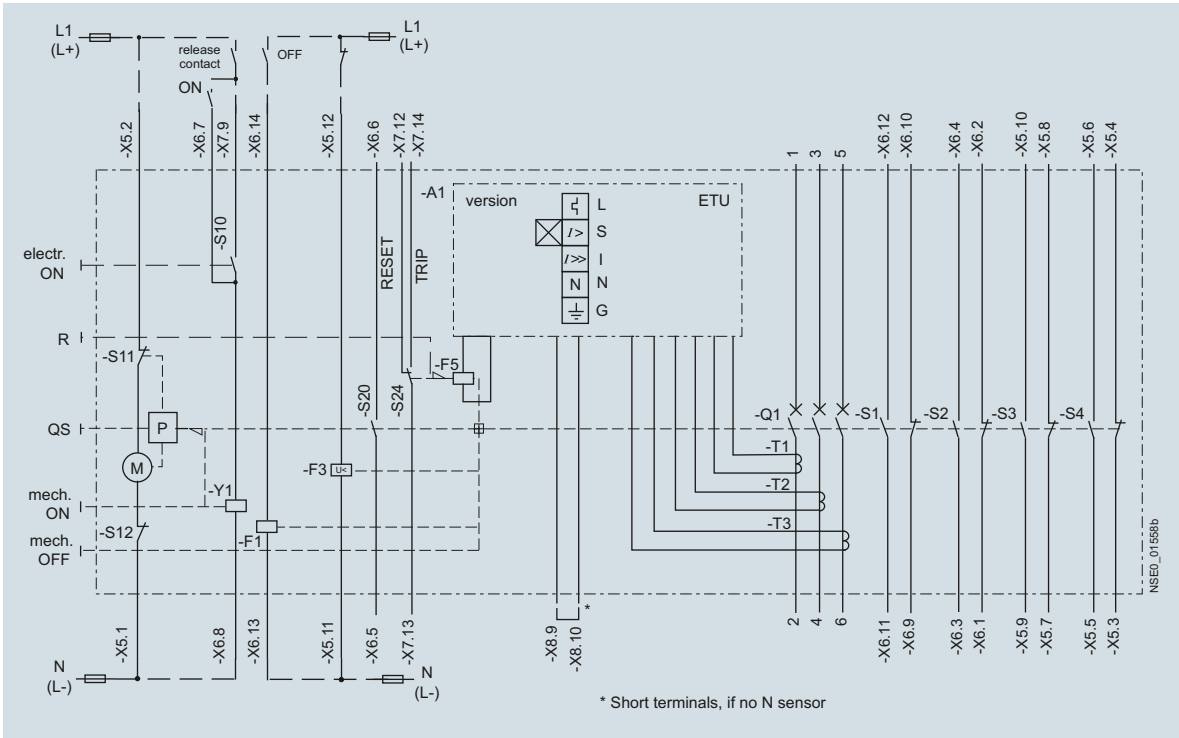 L1
(L+)
L1
(L+)
release
contact
OFF
ON
-X5.2
-X6.7
-X7.9
-X6.14
-X5.12
-X6.6
-X7.12
-X7.14
1
3
5
-X6.12
-X6.10
-X6.4
-X6.2
-X5.10
-X5.8
-X5.6
-X5.4
-A1
version
ETU
L
I> S
I>> I
N N
G
-S10
RESET
TRIP
electr.
ON
R
-S11
-F5
-S20
-S24
QS
P
-Q1
-S1
-S2
-S3
-S4
M
-F3
U<
-T1
-T2
-T3
mech.
ON
-Y1
-S12
-F1
mech.
OFF
NSE0_01558b
-X5.1
-X6.8
-X6.13
-X5.11
-X6.5
-X7.13
-X8.9
-X8.10
*
2
4
6
-X6.11
-X6.9
-X6.3
-X6.1
-X5.9
-X5.7
-X5.5
-X5.3
N
(L-)
N
(L-)
* Short terminals, if no N sensor